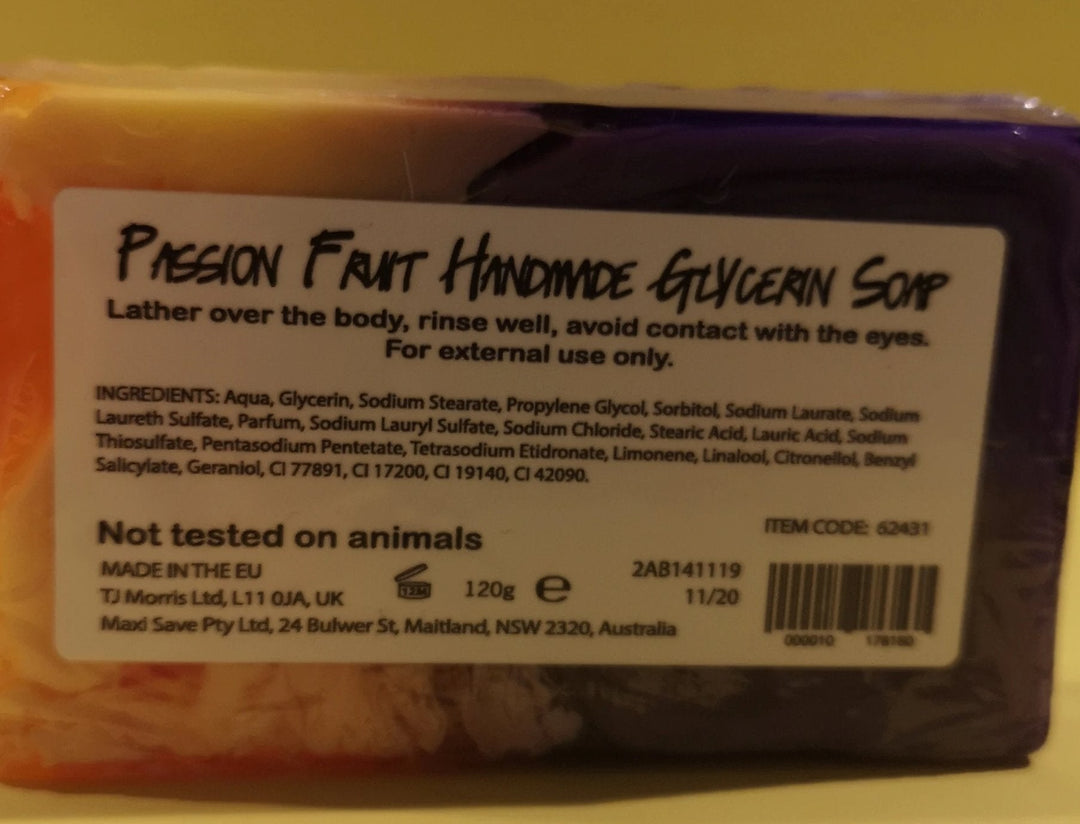 PASSION FRUIT HANDMADE GLYCERIN SOAP
Lather over the body, rinse well, avoid contact with the eyes.
For external use only.
INGREDIENTS: Aqua, Glycerin, Sodium Stearate, Propylene Glycol, Sorbitol, Sodium Laurate, Sodium
Laureth Sulfate, Parfum, Sodium Lauryl Sulfate, Sodium Chloride, Stearic Acid, Lauric Acid, Sodium
Thiosulfate, Pentasodium Pentetate, Tetrasodium Etidronate, Limonene, Linalool, Citronellol, Benzyl
Salicylate, Geraniol, CI 77891, CI 17200, CI 19140, CI 42090.
Not tested on animals
ITEM CODE: 62431
MADE IN THE EU
TJ Morris Ltd, L11 0JA, UK
12M
120g e
2AB141119
11/20
Maxi Save Pty Ltd, 24 Bulwer St, Maitland, NSW 2320, Australia
000010 178160